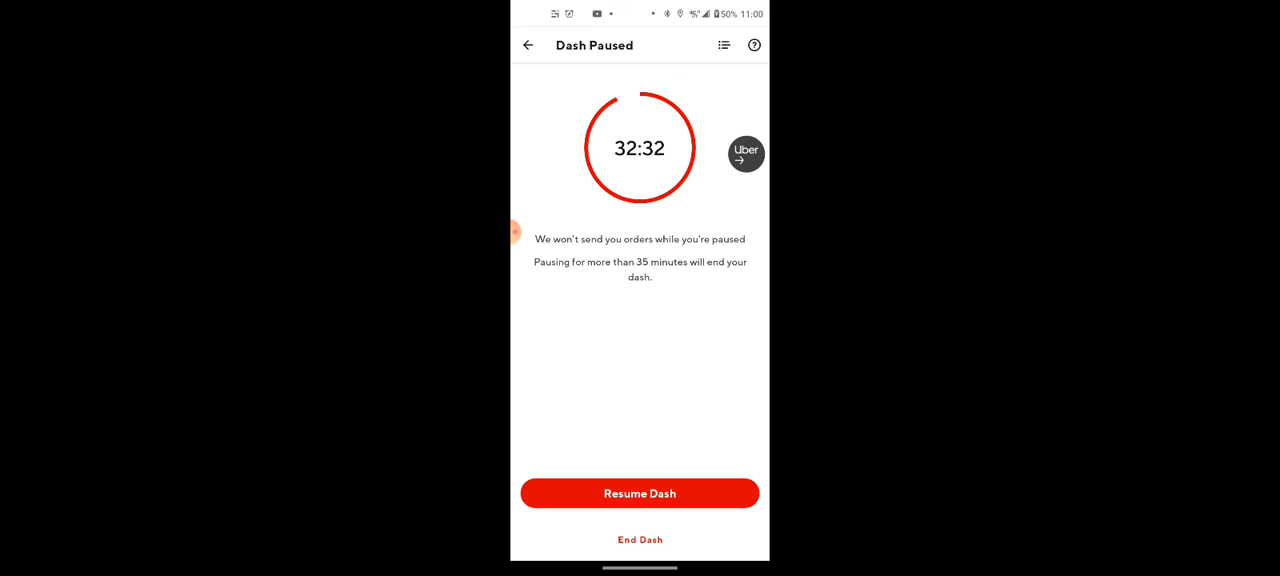 50% 11:00
Dash Paused
32:32
Uber
We won't send you orders while you're paused
Pausing for more than 35 minutes will end your
dash.
Resume Dash
End Dash